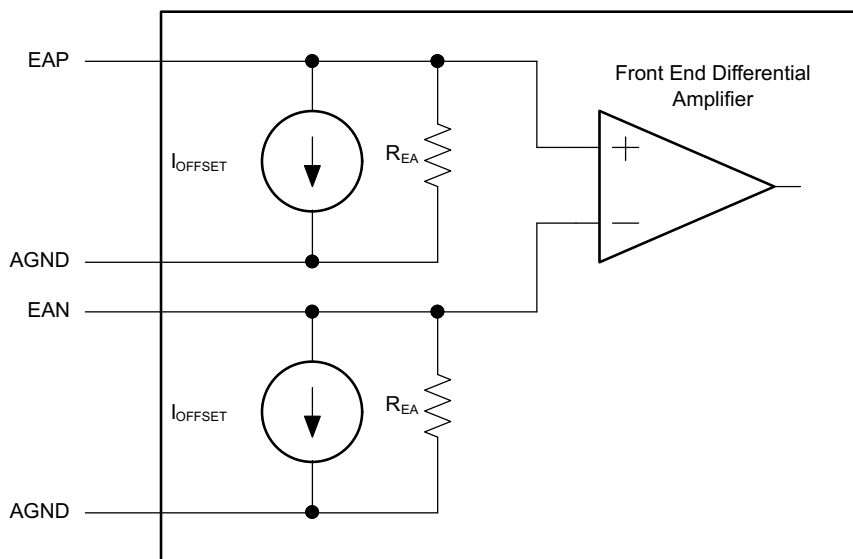 EAP
Front End Differential
Amplifier
IOFFSET
REA
+
−
AGND
EAN
IOFFSET
REA
AGND